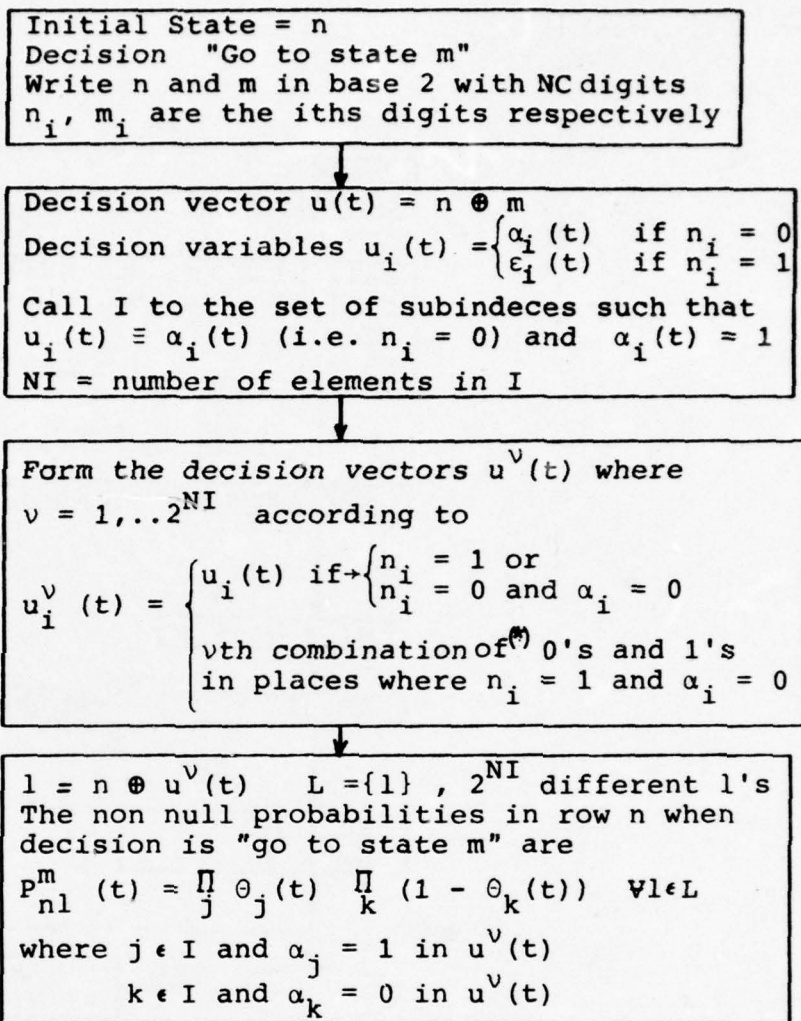 Initial State = n
Decision "Go to state m"
Write n and m in base 2 with NC digits
n_i, m_i are the iths digits respectively
Decision vector u(t) = n ⊕ m
Decision variables u_i(t) = { α_i(t) if n_i = 0
ε_i(t) if n_i = 1
Call I to the set of subindeces such that
u_i(t) ≡ α_i(t) (i.e. n_i = 0) and α_i(t) = 1
NI = number of elements in I
Form the decision vectors u^ν(t) where
ν = 1,..2^NI according to
u_i^ν (t) = { u_i(t) if→{ n_i = 1 or
n_i = 0 and α_i = 0
νth combination of (*) 0's and 1's
in places where n_i = 1 and α_i = 0
l = n ⊕ u^ν(t) L ={l} , 2^NI different l's
The non null probabilities in row n when
decision is "go to state m" are
P_nl^m (t) = ∏_j θ_j(t) ∏_k (1 - θ_k(t)) ∀lϵL
where j ϵ I and α_j = 1 in u^ν(t)
k ϵ I and α_k = 0 in u^ν(t)